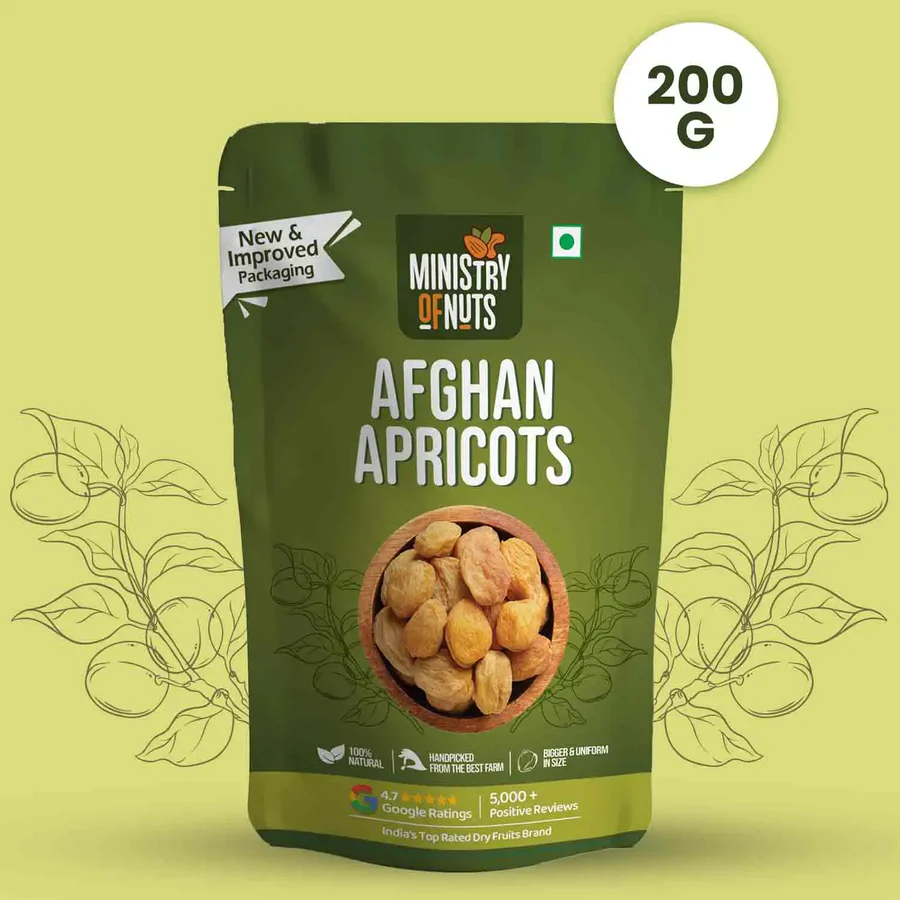 200
G
New &
Improved
Packaging
MINISTRY
OF NUTS
AFGHAN
APRICOTS
100%
NATURAL
HANDPICKED
FROM THE BEST FARM
BIGGER & UNIFORM
IN SIZE
4.7
Google Ratings
5,000 +
Positive Reviews
India's Top Rated Dry Fruits Brand